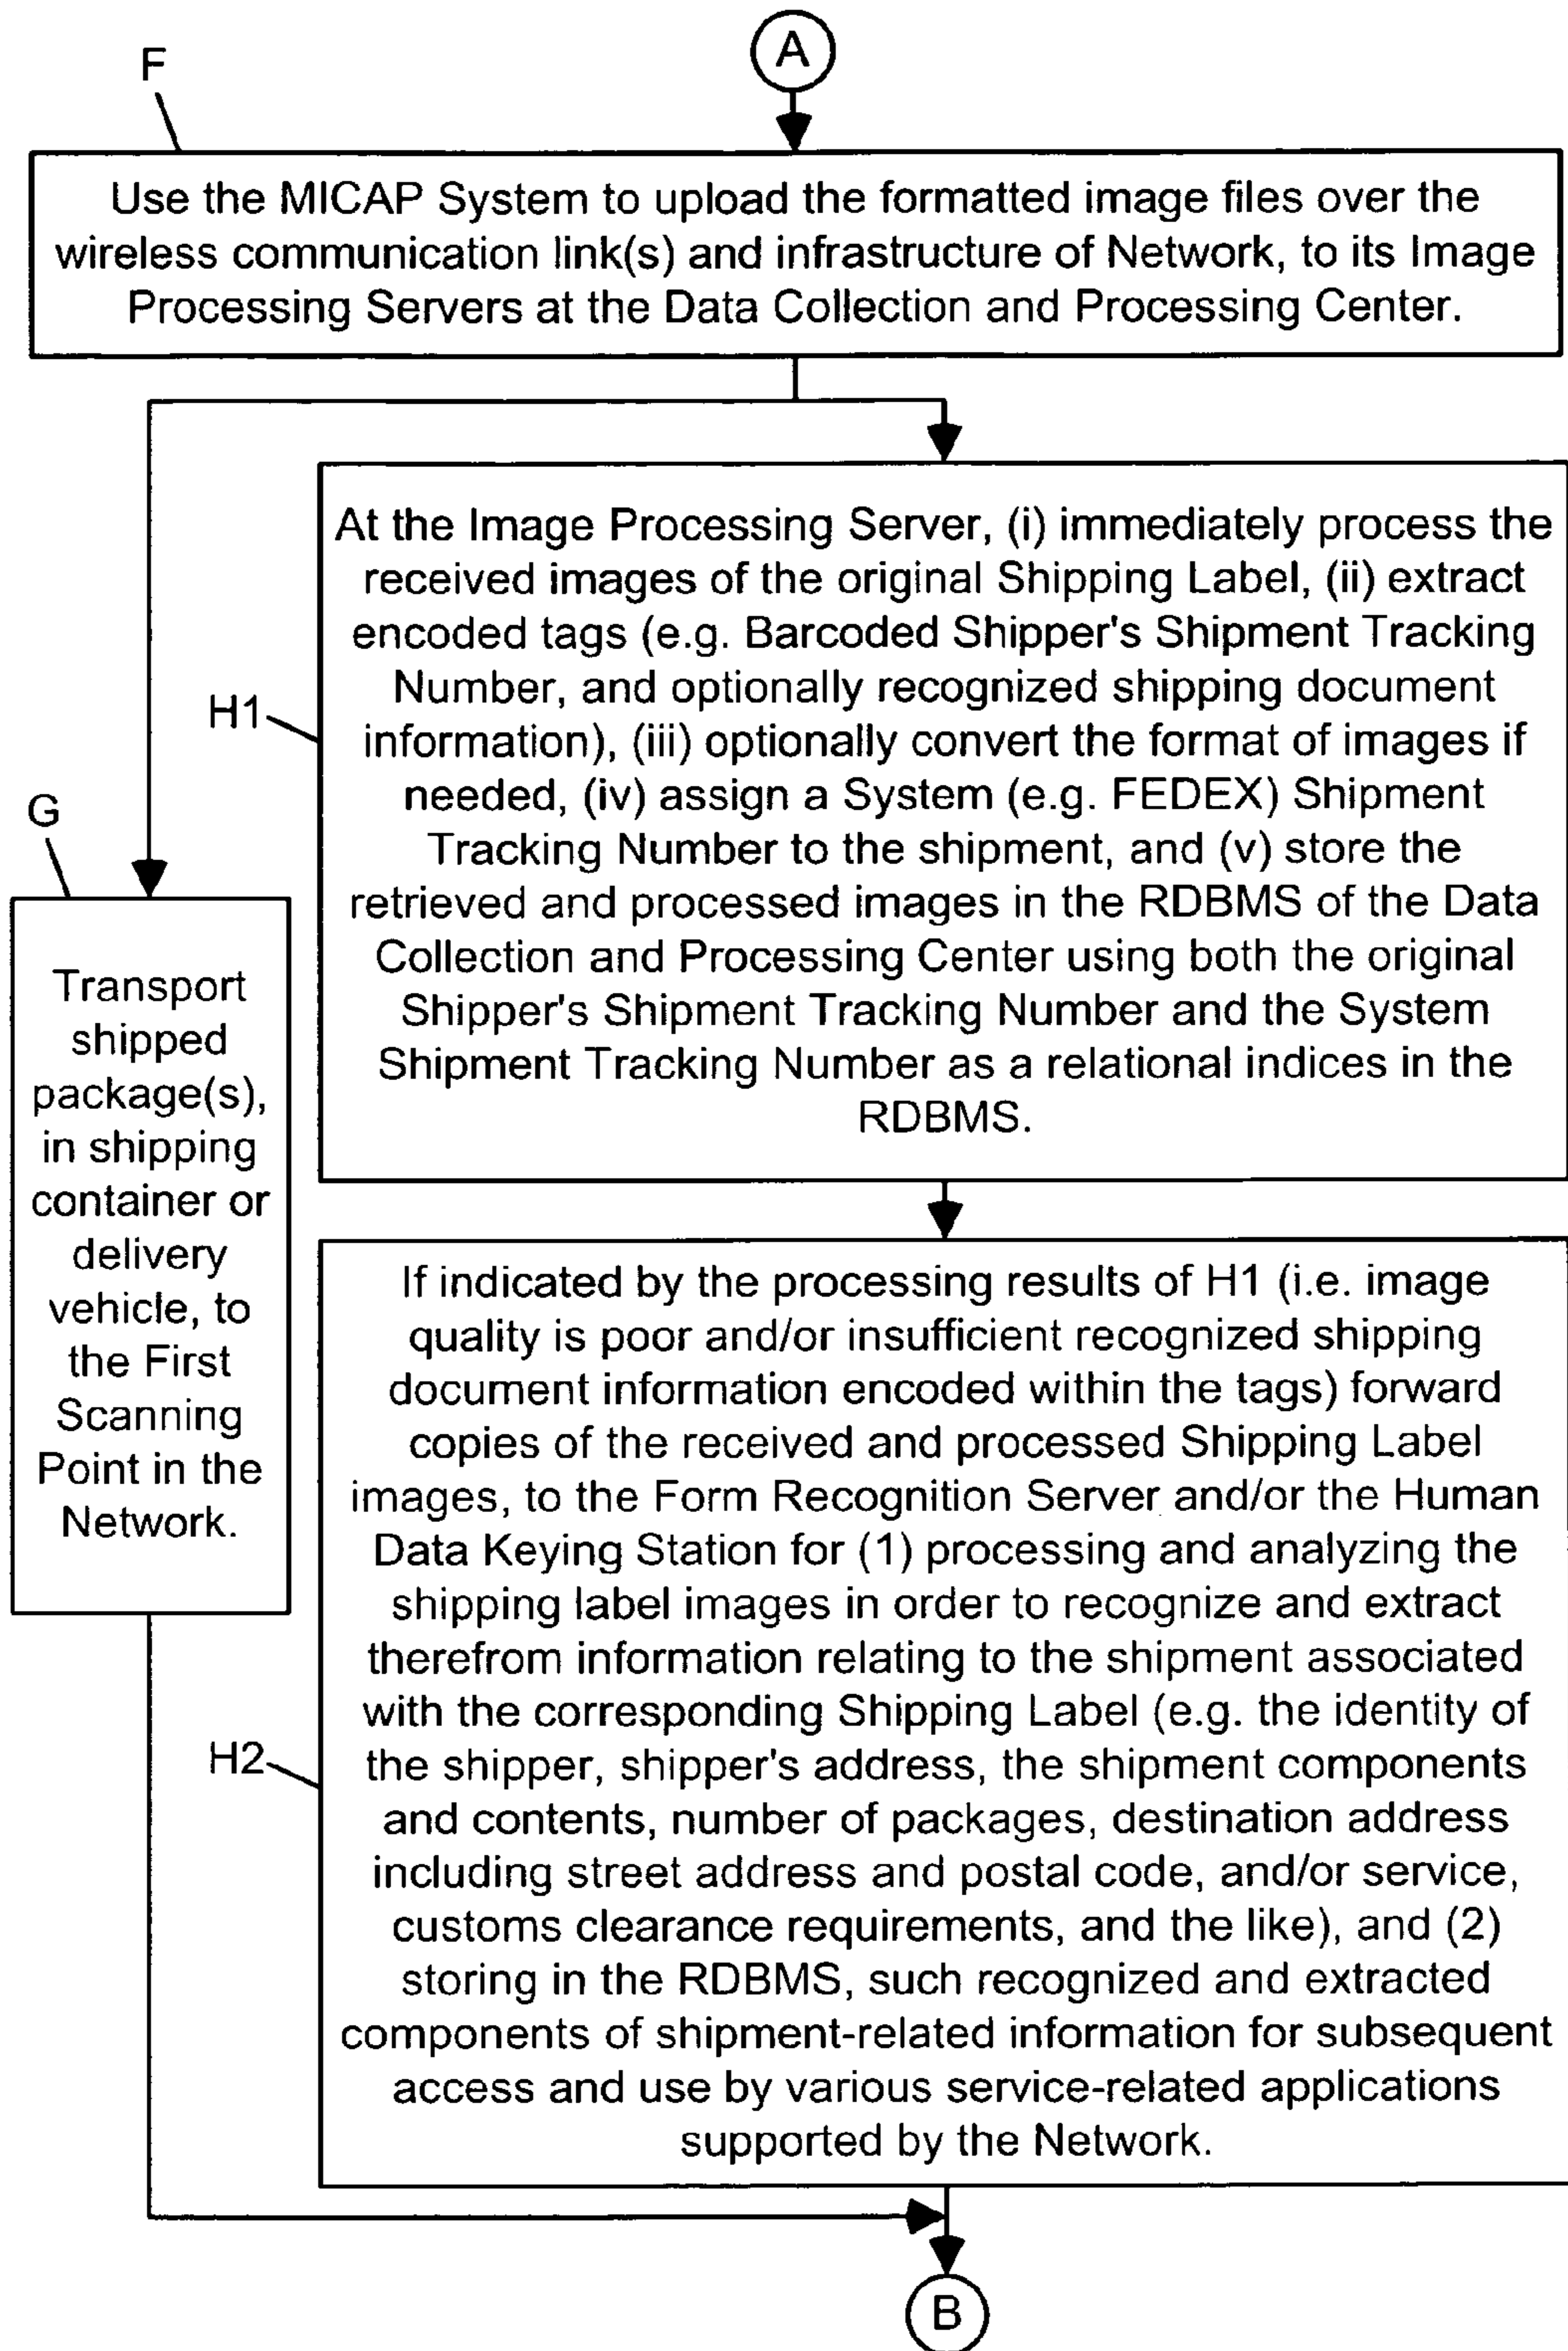 A
F
Use the MICAP System to upload the formatted image files over the
wireless communication link(s) and infrastructure of Network, to its Image
Processing Servers at the Data Collection and Processing Center.
H1
At the Image Processing Server, (i) immediately process the
received images of the original Shipping Label, (ii) extract
encoded tags (e.g. Barcoded Shipper's Shipment Tracking
Number, and optionally recognized shipping document
information), (iii) optionally convert the format of images if
needed, (iv) assign a System (e.g. FEDEX) Shipment
Tracking Number to the shipment, and (v) store the
retrieved and processed images in the RDBMS of the Data
Collection and Processing Center using both the original
Shipper's Shipment Tracking Number and the System
Shipment Tracking Number as a relational indices in the
RDBMS.
G
Transport
shipped
package(s),
in shipping
container or
delivery
vehicle, to
the First
Scanning
Point in the
Network.
H2
If indicated by the processing results of H1 (i.e. image
quality is poor and/or insufficient recognized shipping
document information encoded within the tags) forward
copies of the received and processed Shipping Label
images, to the Form Recognition Server and/or the Human
Data Keying Station for (1) processing and analyzing the
shipping label images in order to recognize and extract
therefrom information relating to the shipment associated
with the corresponding Shipping Label (e.g. the identity of
the shipper, shipper's address, the shipment components
and contents, number of packages, destination address
including street address and postal code, and/or service,
customs clearance requirements, and the like), and (2)
storing in the RDBMS, such recognized and extracted
components of shipment-related information for subsequent
access and use by various service-related applications
supported by the Network.
B